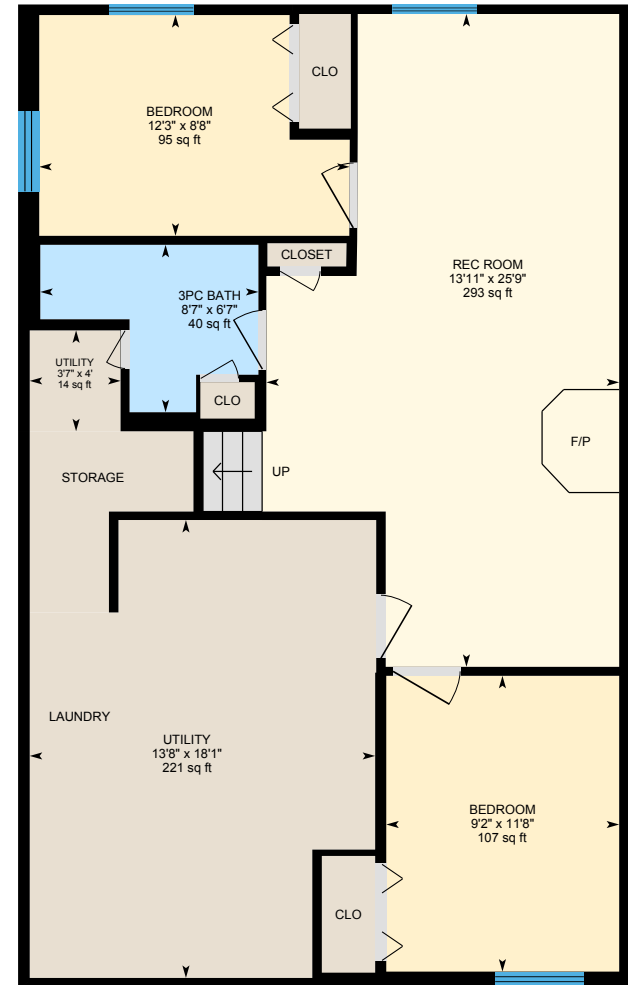 CLO
BEDROOM
12'3" x 8'8"
95 sq ft
CLOSET
REC ROOM
13'11" x 25'9"
293 sq ft
3PC BATH
8'7" x 6'7"
40 sq ft
UTILITY
3'7" x 4'
14 sq ft
CLO
F/P
STORAGE
UP
LAUNDRY
UTILITY
13'8" x 18'1"
221 sq ft
BEDROOM
9'2" x 11'8"
107 sq ft
CLO